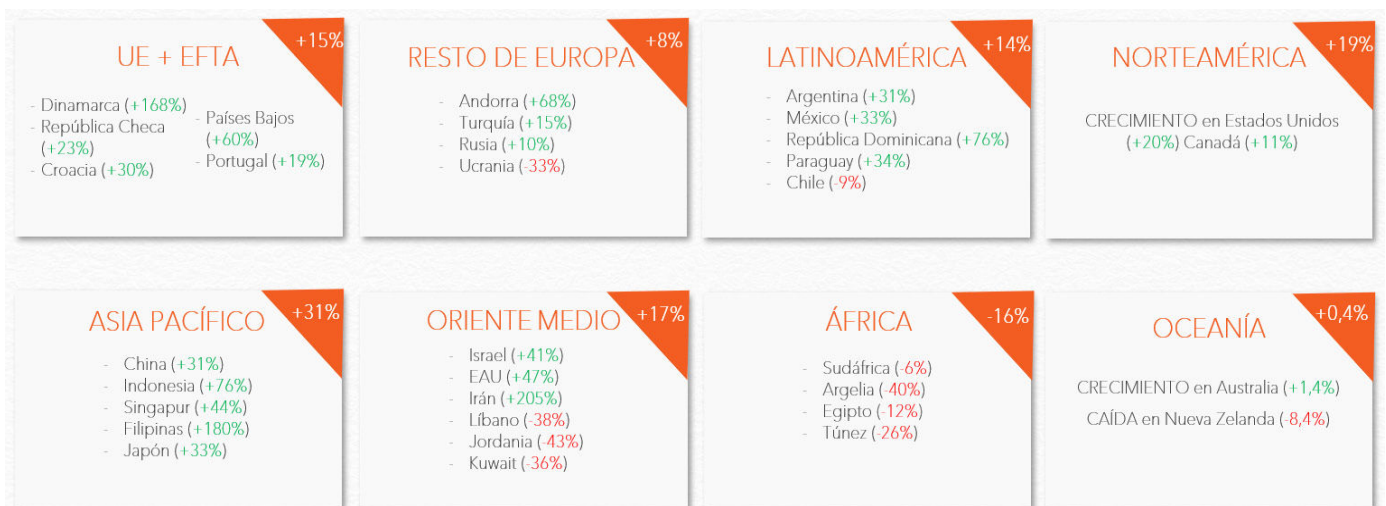 UE + EFTA
+15%
- Dinamarca (+168%)
- República Checa
(+23%)
- Croacia (+30%)
- Países Bajos
(+60%)
- Portugal (+19%)
RESTO DE EUROPA
+8%
- Andorra (+68%)
- Turquía (+15%)
- Rusia (+10%)
- Ucrania (-33%)
LATINOAMÉRICA
+14%
- Argentina (+31%)
- México (+33%)
- República Dominicana (+76%)
- Paraguay (+34%)
- Chile (-9%)
NORTEAMÉRICA
+19%
CRECIMIENTO en Estados Unidos
(+20%) Canadá (+11%)
ASIA PACÍFICO
+31%
- China (+31%)
- Indonesia (+76%)
- Singapur (+44%)
- Filipinas (+180%)
- Japón (+33%)
ORIENTE MEDIO
+17%
- Israel (+41%)
- EAU (+47%)
- Irán (+205%)
- Líbano (-38%)
- Jordania (-43%)
- Kuwait (-36%)
ÁFRICA
-16%
- Sudáfrica (-6%)
- Argelia (-40%)
- Egipto (-12%)
- Túnez (-26%)
OCEANÍA
+0,4%
CRECIMIENTO en Australia (+1,4%)
CAÍDA en Nueva Zelanda (-8,4%)